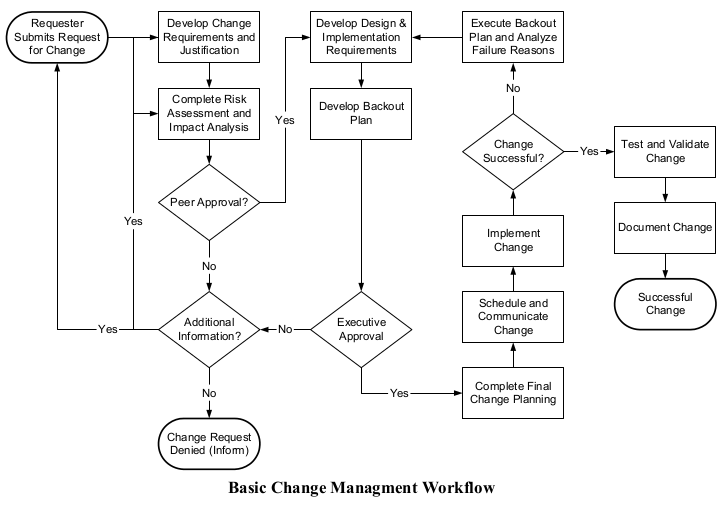 Requester
Submits Request
for Change
Develop Change
Requirements and
Justification
Develop Design &
Implementation
Requirements
Execute Backout
Plan and Analyze
Failure Reasons
No
Complete Risk
Assessment and
Impact Analysis
Yes
Develop Backout
Plan
Change
Successful?
Yes
Test and Validate
Change
Peer Approval?
Yes
Document Change
Implement
Change
No
Additional
Information?
Yes
No
Executive
Approval
Schedule and
Communicate
Change
Successful
Change
No
Yes
Complete Final
Change Planning
Change Request
Denied (Inform)
Basic Change Managment Workflow